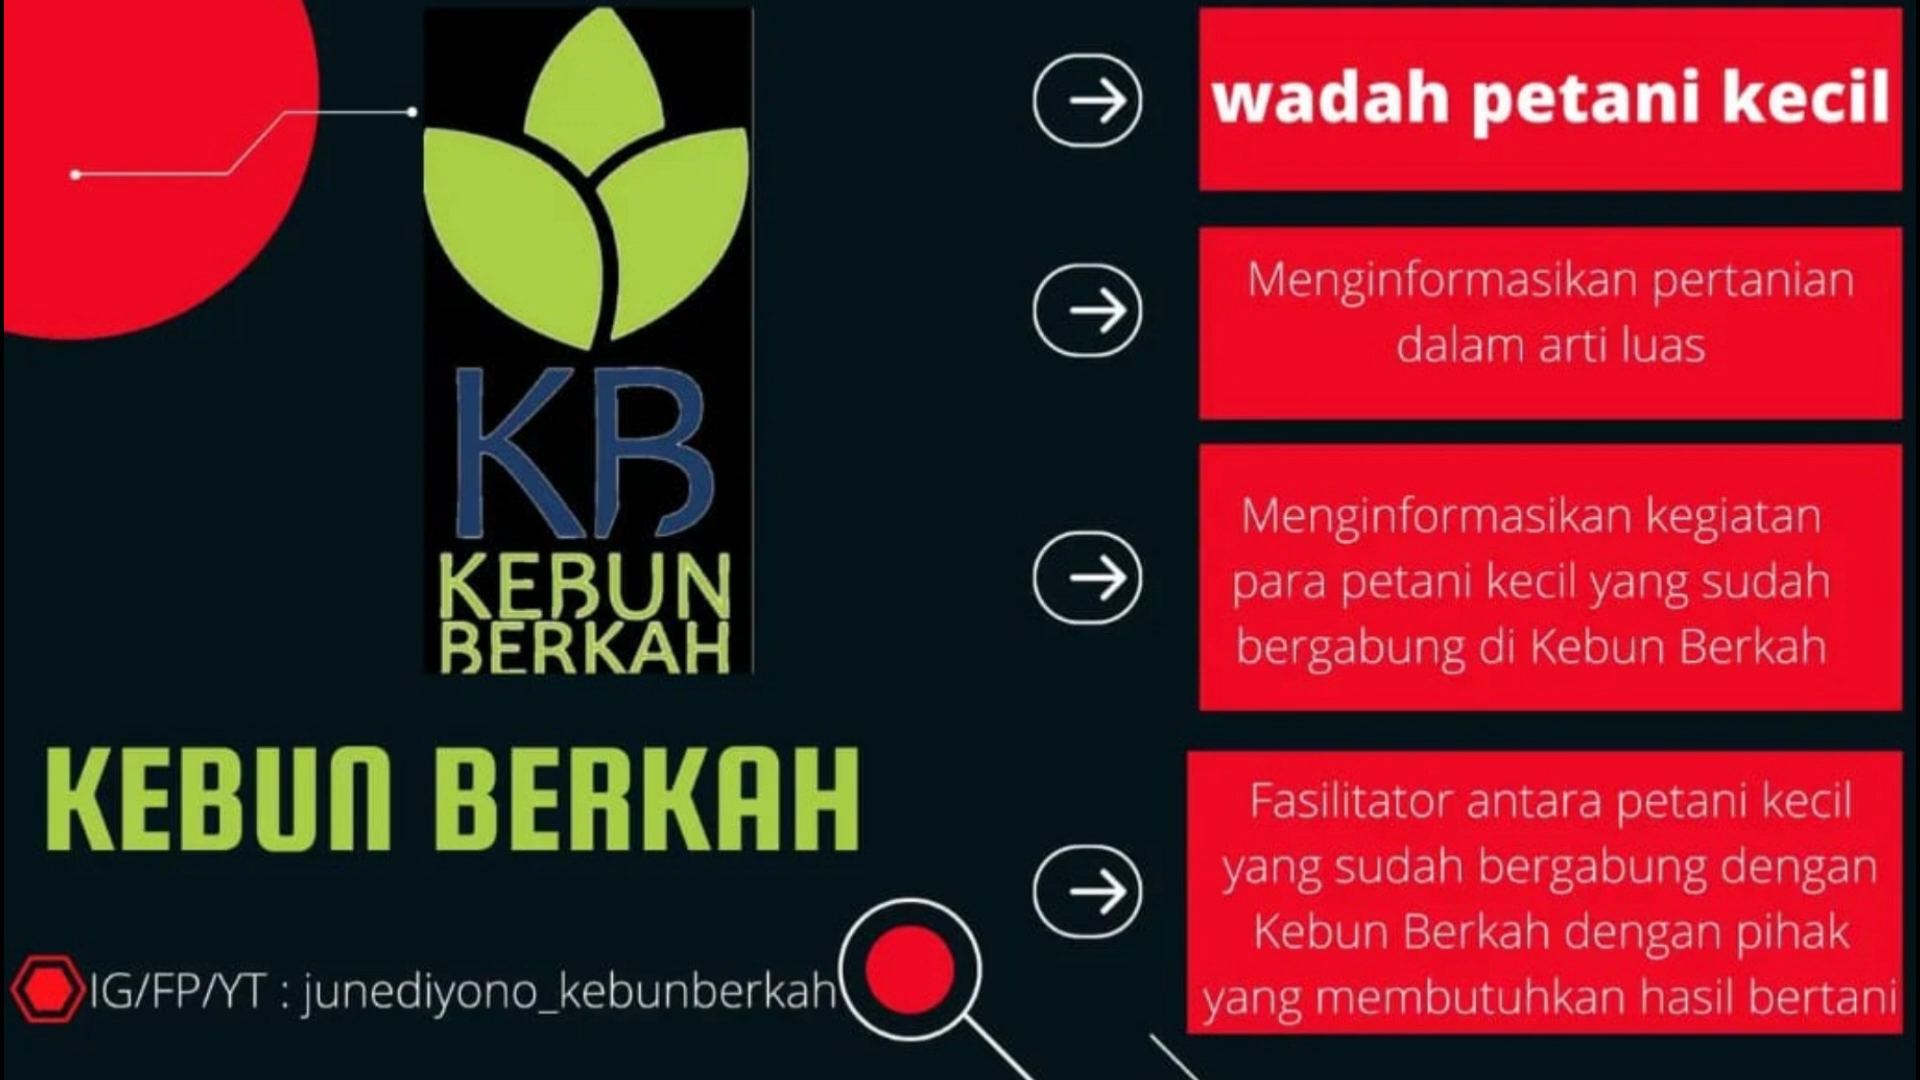 KB
KEBUN
BERKAH
KEBUN BERKAH
IG/FP/YT : junediyono_kebunberkah
wadah petani kecil
Menginformasikan pertanian
dalam arti luas
Menginformasikan kegiatan
para petani kecil yang sudah
bergabung di Kebun Berkah
Fasilitator antara petani kecil
yang sudah bergabung dengan
Kebun Berkah dengan pihak
yang membutuhkan hasil bertani